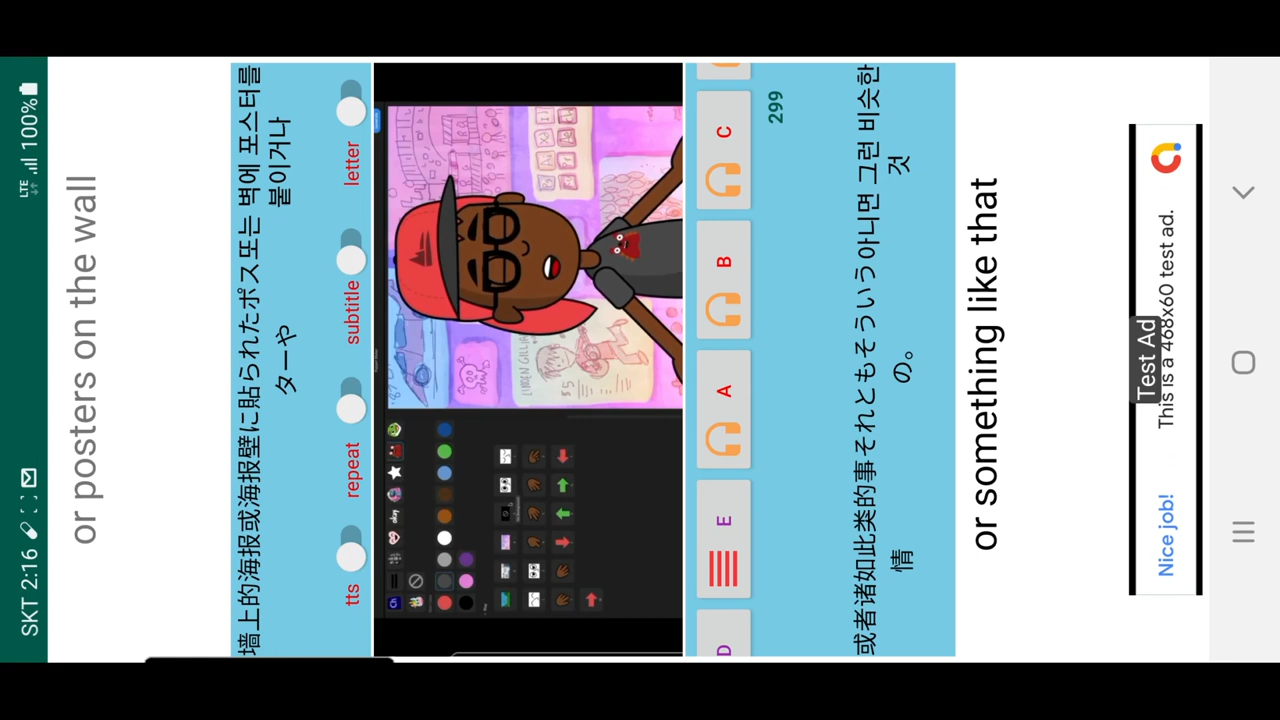 SKT 2:16 LTE 100%
or posters on the wall
墙上的海报或海报 壁に貼られたポス 또는 벽에 포스터를
ターや 붙이거나
tts repeat subtitle letter
D E A B C
299
或者诸如此类的事 それともそういう 아니면 그런 비슷한
情 の。 것
or something like that
Test Ad
Nice job! This is a 468x60 test ad.